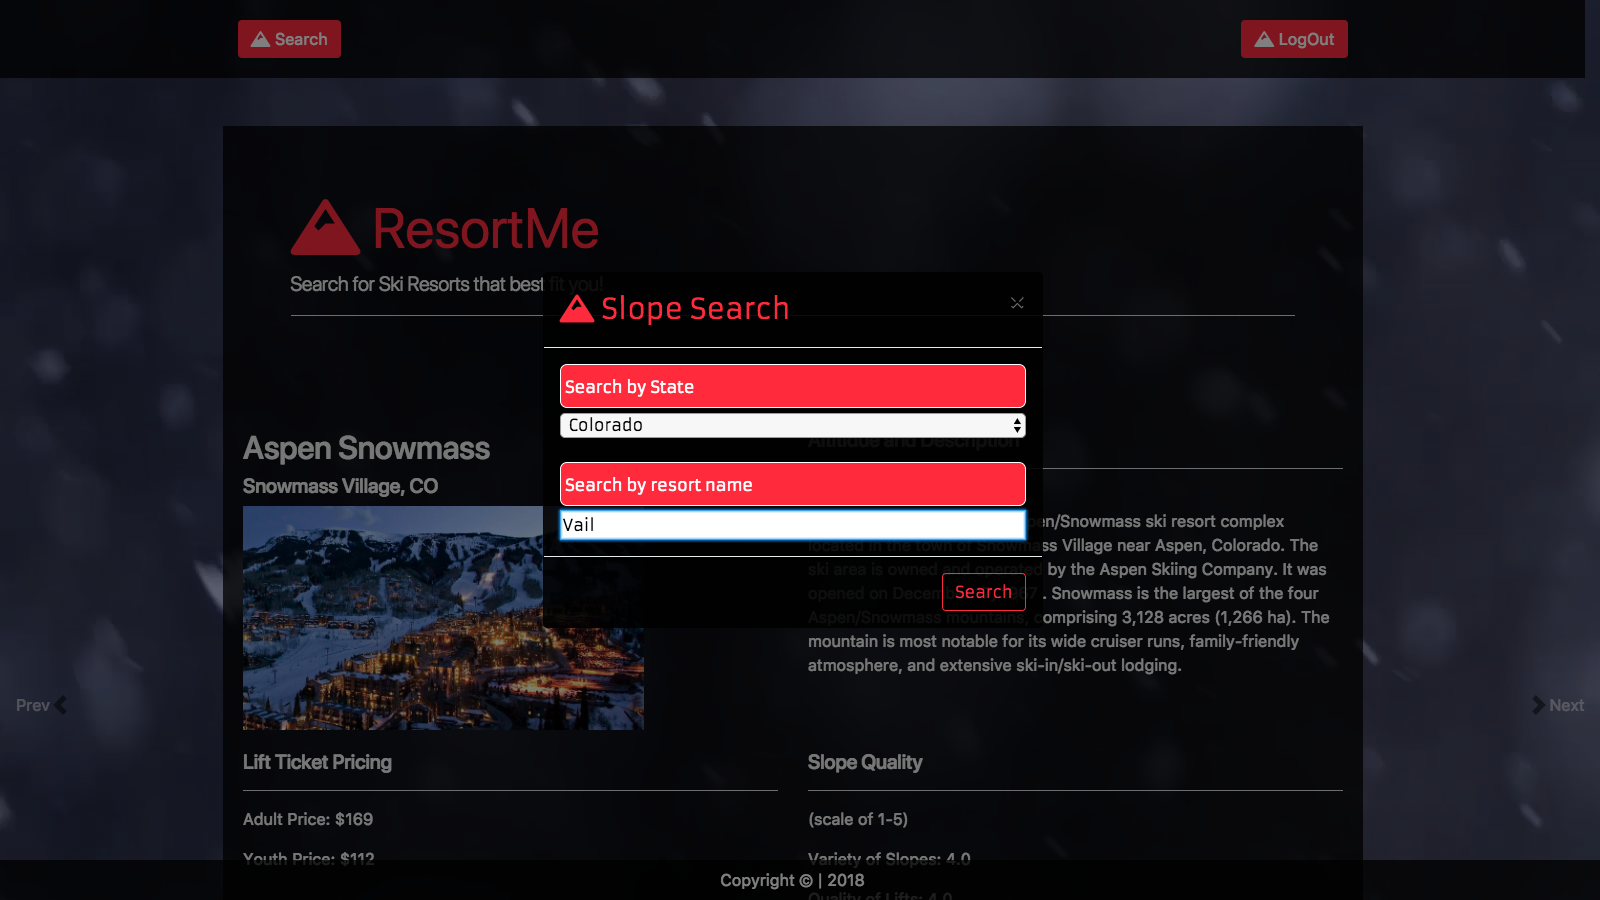 Search
LogOut
ResortMe
Search for Ski Resorts that best fit you!
Slope Search
Search by State
Colorado
Search by resort name
Vail
Search
Aspen Snowmass
Snowmass Village, CO
Altitude and Description
en/Snowmass ski resort complex
located in the town of Snowmass Village near Aspen, Colorado. The
ski area is owned and operated by the Aspen Skiing Company. It was
opened on . Snowmass is the largest of the four
Aspen/Snowmass mountains, comprising 3,128 acres (1,266 ha). The
mountain is most notable for its wide cruiser runs, family-friendly
atmosphere, and extensive ski-in/ski-out lodging.
Prev
Next
Lift Ticket Pricing
Adult Price: $169
Youth Price: $112
Slope Quality
(scale of 1-5)
Variety of Slopes: 4.0
Quality of Lifts: 4.0
Copyright © | 2018